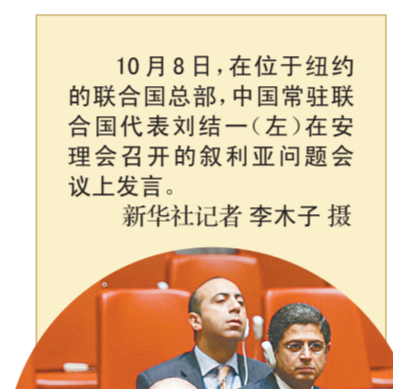 10月8日，在位于纽约
的联合国总部，中国常驻联
合国代表刘结一（左）在安
理会召开的叙利亚问题会
议上发言。
新华社记者 李木子 摄